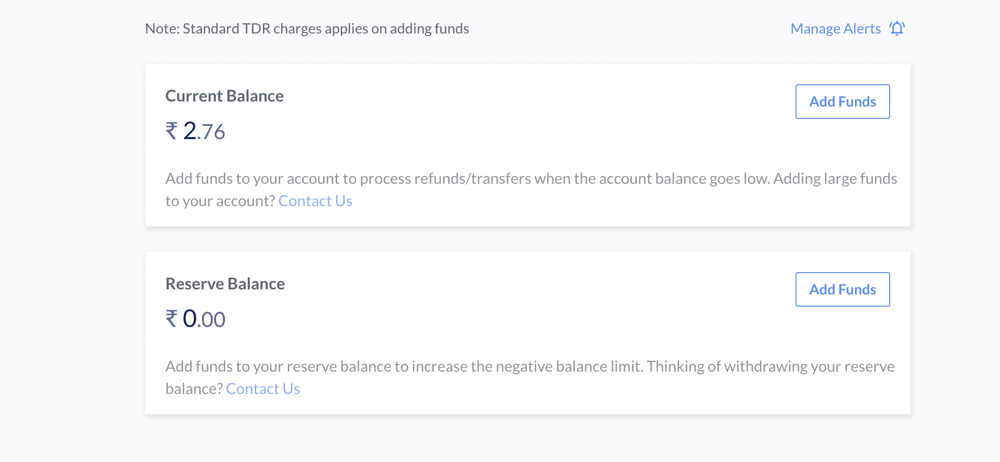 Note: Standard TDR charges applies on adding funds
Manage Alerts
Current Balance
Add Funds
₹ 2.76
Add funds to your account to process refunds/transfers when the account balance goes low. Adding large funds
to your account? Contact Us
Reserve Balance
Add Funds
₹ 0.00
Add funds to your reserve balance to increase the negative balance limit. Thinking of withdrawing your reserve
balance? Contact Us